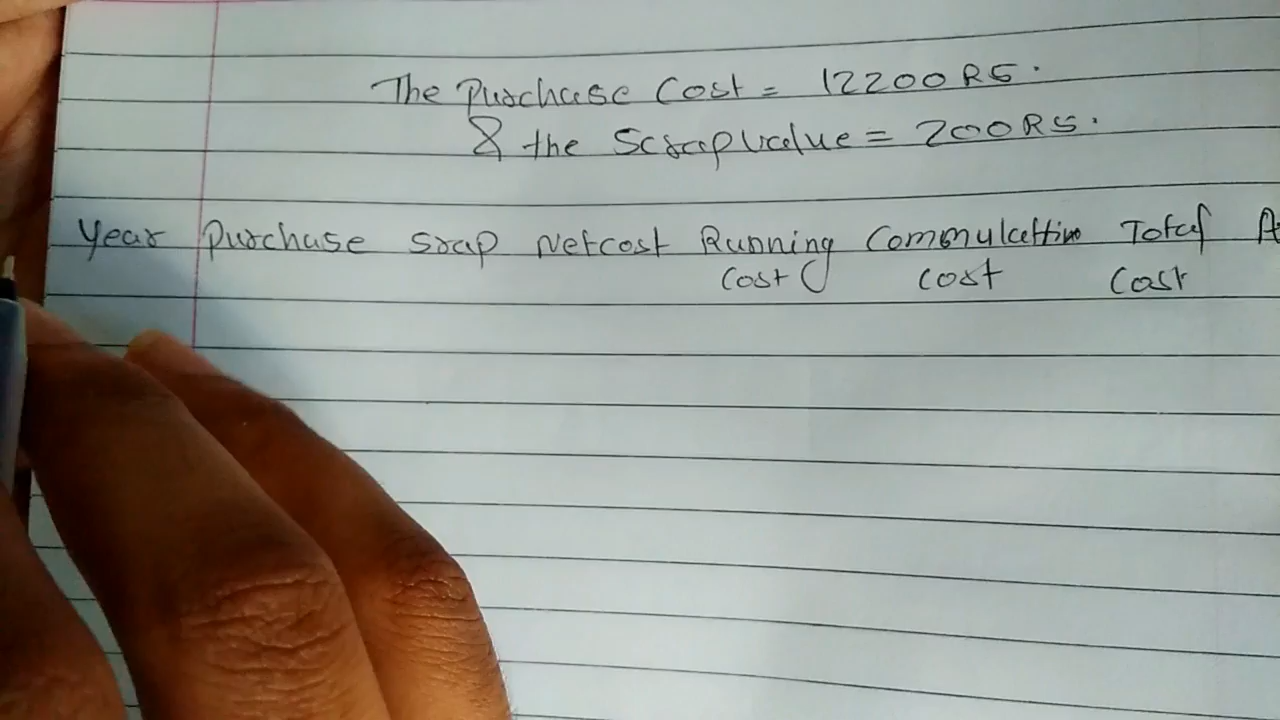 The Purchase Cost = 12200 RS.
& the Scrap value = 200 RS.
Year Purchase srap Netcost Running Commulcettive Total A
cost cost Cost